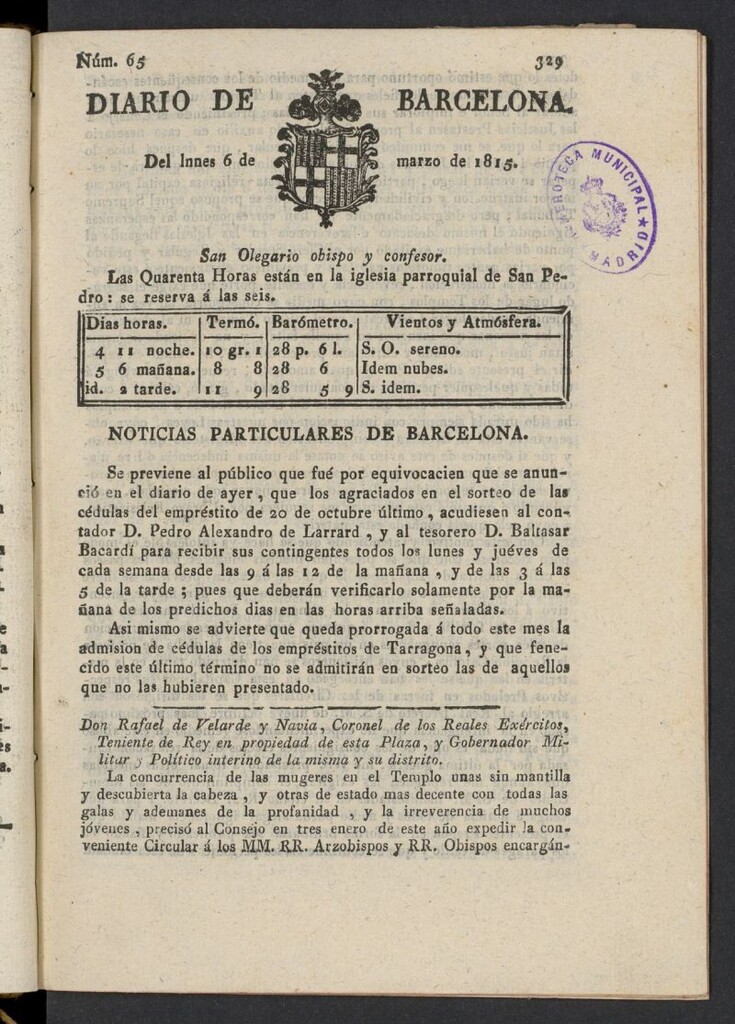 Núm. 65
329
DIARIO DE BARCELONA.
Del lnnes 6 de marzo de 1815.
HEMEROTECA MUNICIPAL
MADRID
San Olegario obispo y confesor.
Las Quarenta Horas están en la iglesia parroquial de San Pe-
dro: se reserva á las seis.
Dias horas. Termó. Barómetro. Vientos y Atmósfera.
4 11 noche. 10 gr. 1 28 p. 6 l. S. O. sereno.
5 6 mañana. 8 8 28 6 Idem nubes.
id. 2 tarde. 11 9 28 5 9 S. idem.
NOTICIAS PARTICULARES DE BARCELONA.
Se previene al público que fué por equivocacien que se anun-
ció en el diario de ayer, que los agraciados en el sorteo de las
cédulas del empréstito de 20 de octubre último, acudiesen al con-
tador D. Pedro Alexandro de Larrard, y al tesorero D. Baltasar
Bacardí para recibir sus contingentes todos los lunes y juéves de
cada semana desde las 9 á las 12 de la mañana, y de las 3 á las
5 de la tarde; pues que deberán verificarlo solamente por la ma-
ñana de los predichos dias en las horas arriba señaladas.
Asi mismo se advierte que queda prorrogada á todo este mes la
admision de cédulas de los empréstitos de Tarragona, y que fene-
cido este último término no se admitirán en sorteo las de aquellos
que no las hubieren presentado.
Don Rafael de Velarde y Navia, Coronel de los Reales Exércitos,
Teniente de Rey en propiedad de esta Plaza, y Gobernador Mi-
litar y Político interino de la misma y su distrito.
La concurrencia de las mugeres en el Templo unas sin mantilla
y descubierta la cabeza, y otras de estado mas decente con todas las
galas y ademanes de la profanidad, y la irreverencia de muchos
jóvenes, precisó al Consejo en tres enero de este año expedir la con-
veniente Circular á los MM. RR. Arzobispos y RR. Obispos encargán-